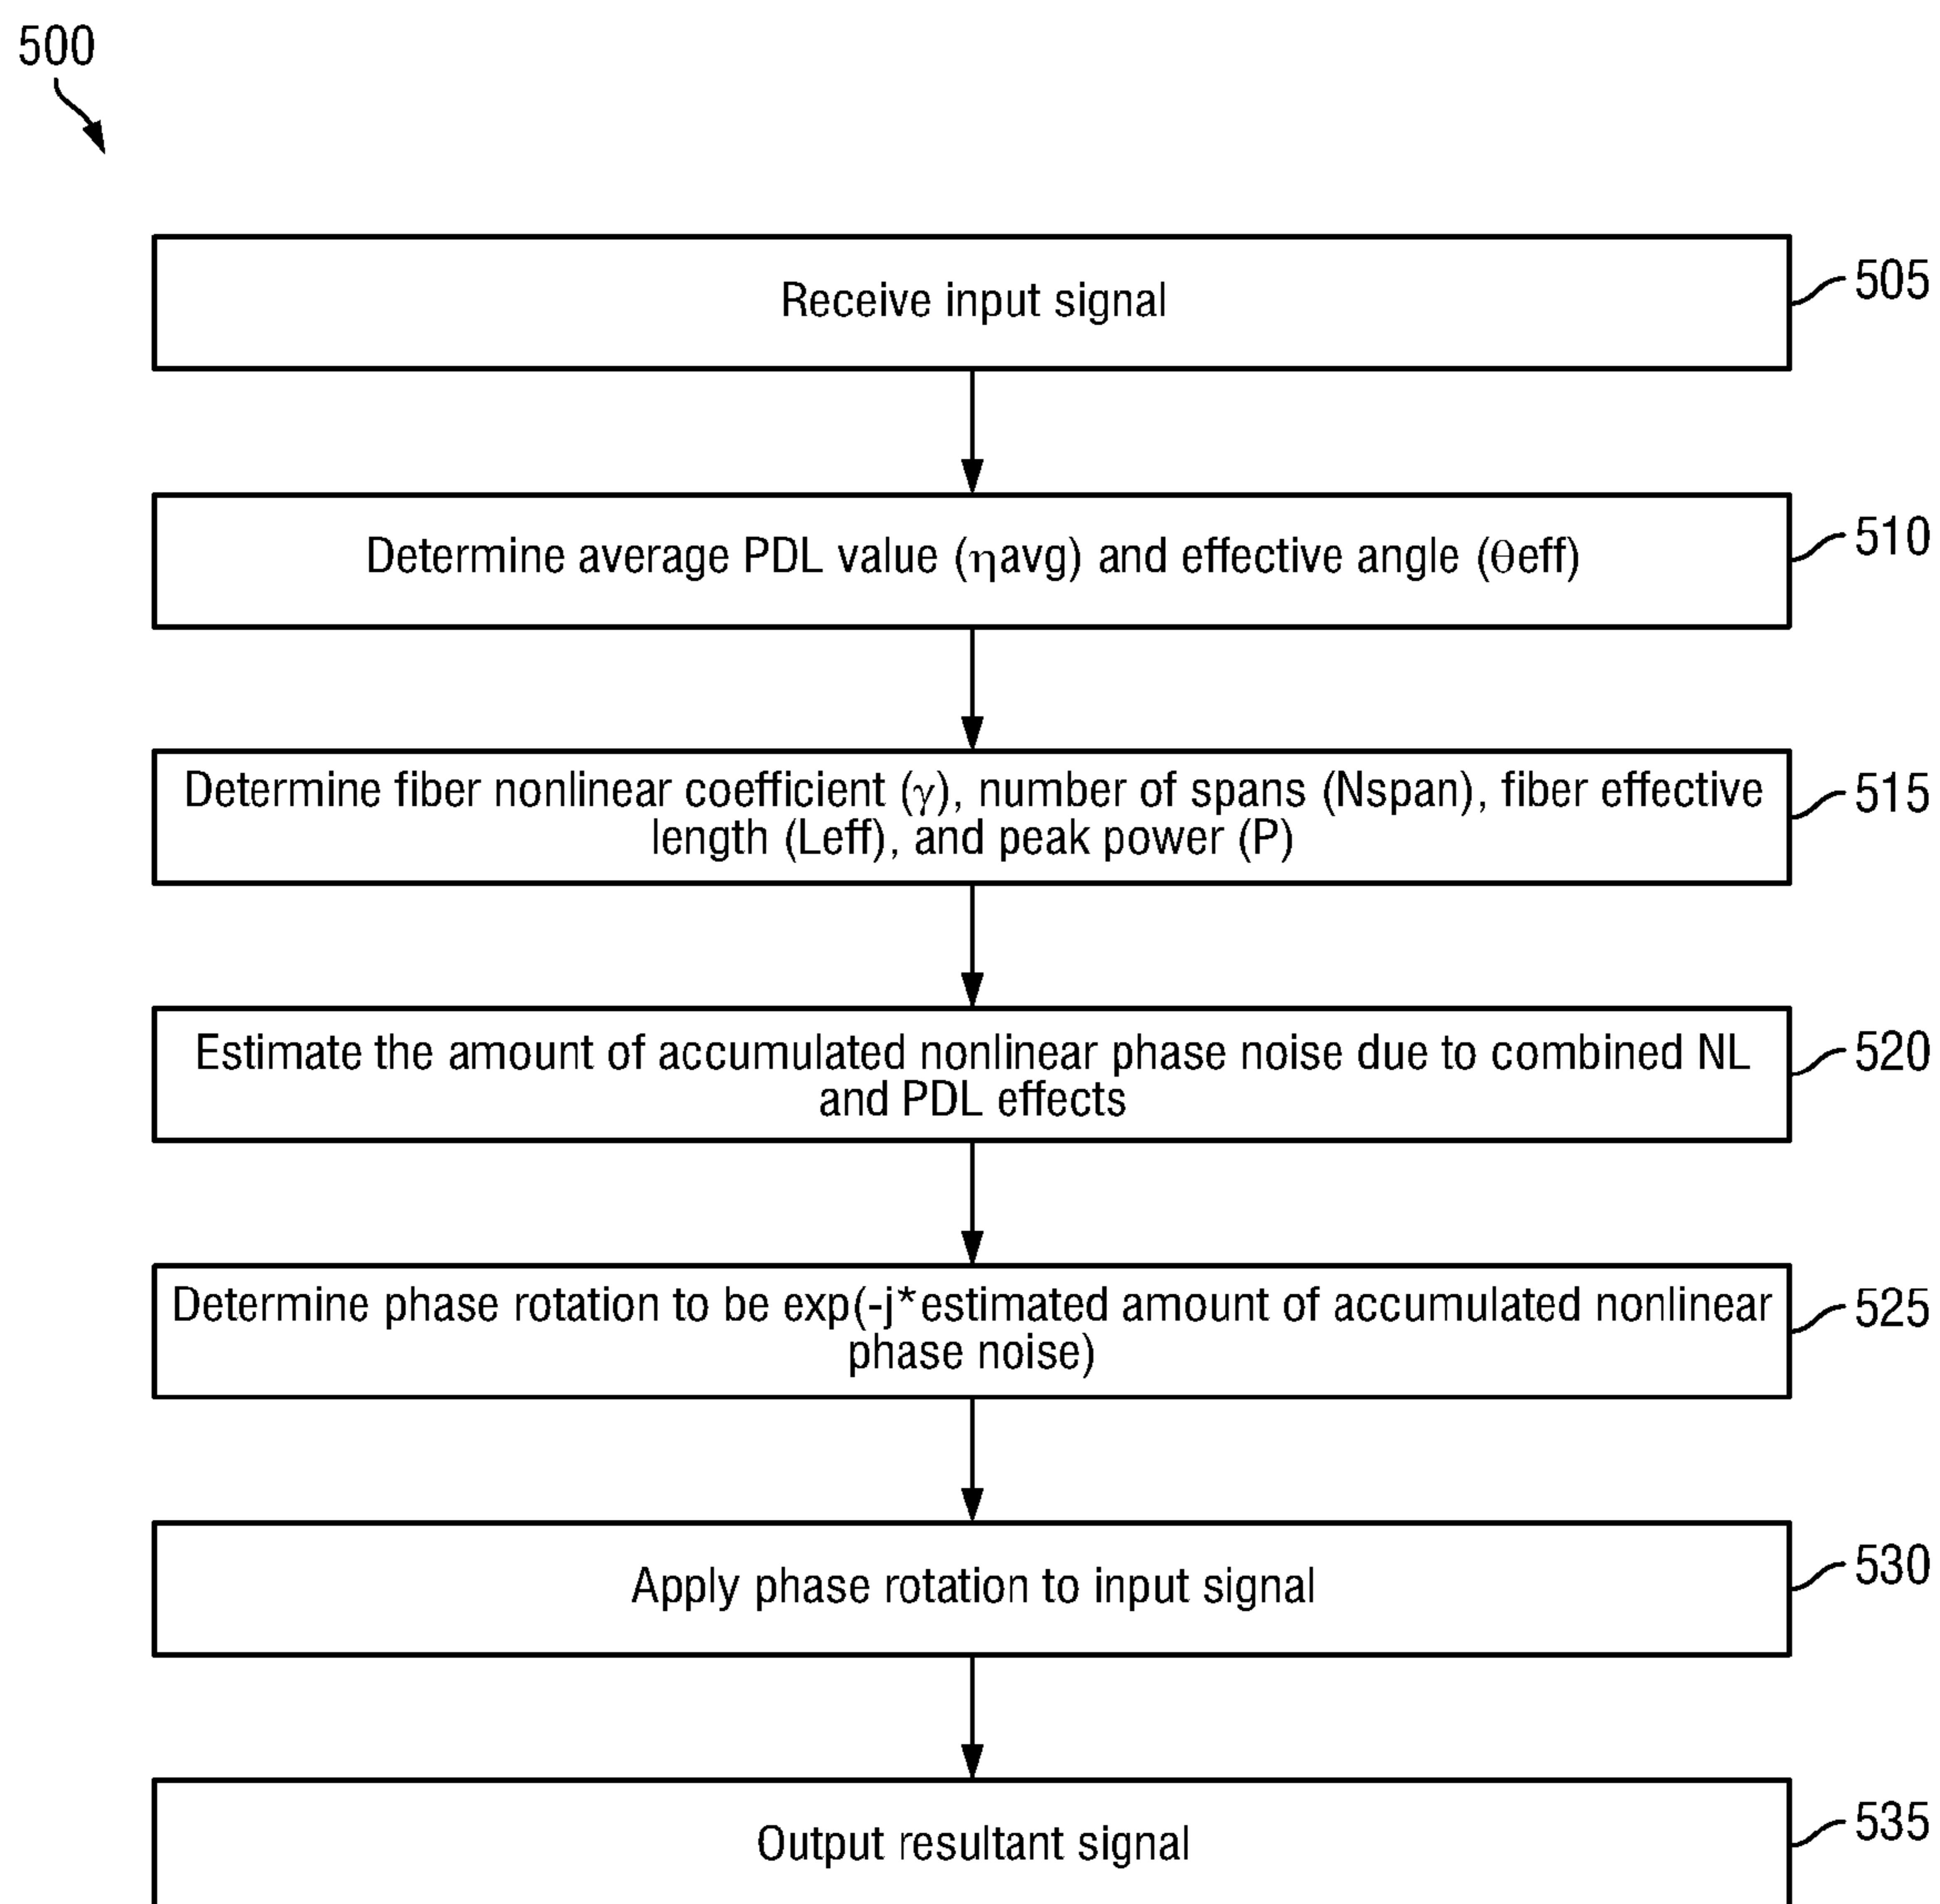 500
Receive input signal
505
Determine average PDL value (ηavg) and effective angle (θeff)
510
Determine fiber nonlinear coefficient (γ), number of spans (Nspan), fiber effective
length (Leff), and peak power (P)
515
Estimate the amount of accumulated nonlinear phase noise due to combined NL
and PDL effects
520
Determine phase rotation to be exp(-j*estimated amount of accumulated nonlinear
phase noise)
525
Apply phase rotation to input signal
530
Output resultant signal
535